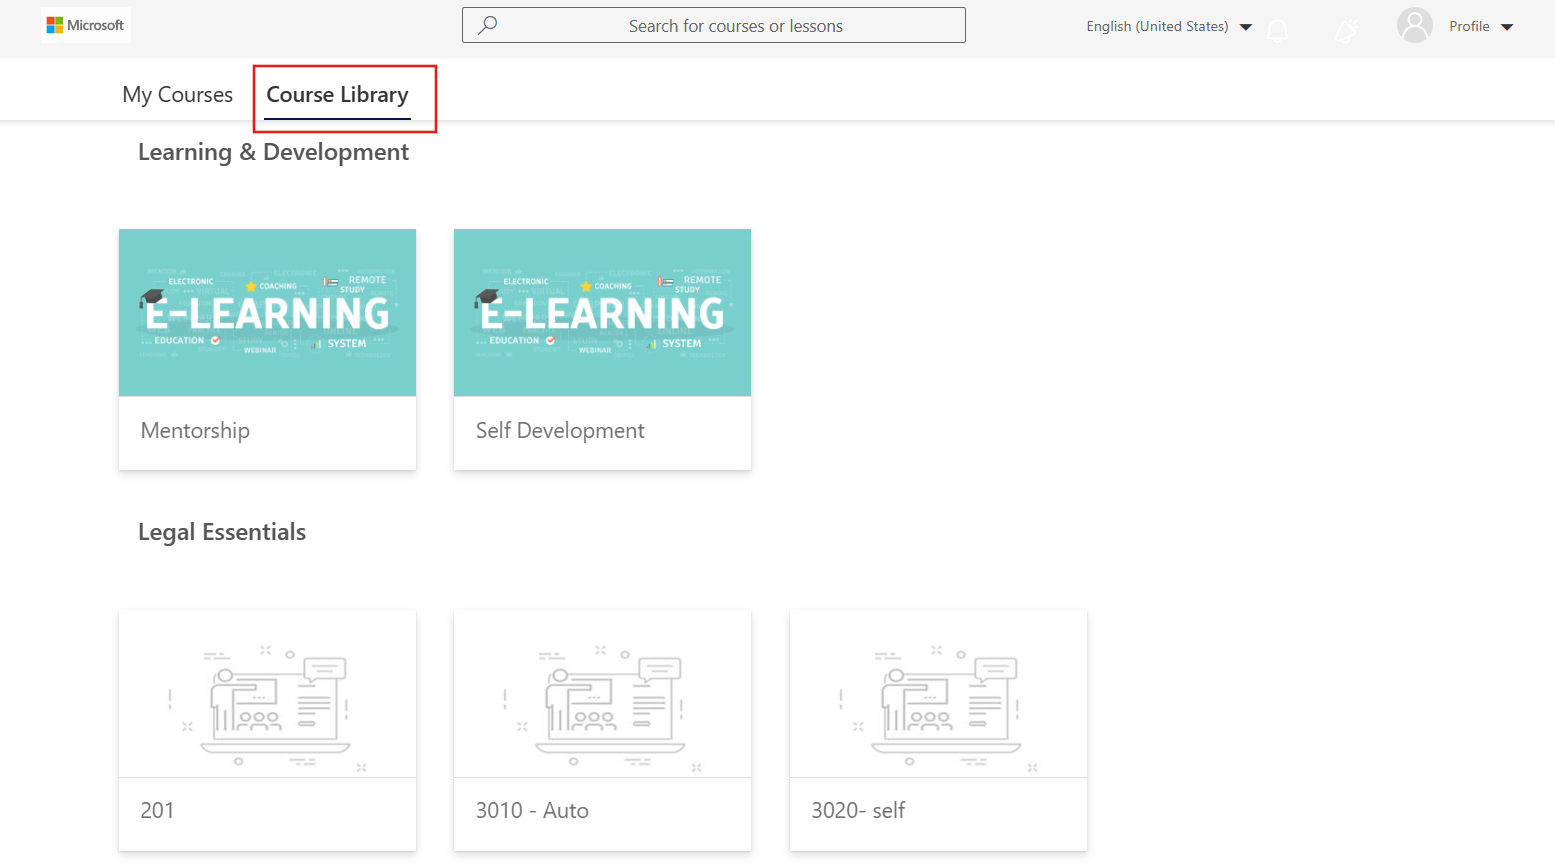 Microsoft
Search for courses or lessons
English (United States)
Profile
My Courses
Course Library
Learning & Development
ELECTRONIC
COACHING
REMOTE
STUDY
E-LEARNING
EDUCATION
WEBINAR
SYSTEM
ELECTRONIC
COACHING
REMOTE
STUDY
E-LEARNING
EDUCATION
WEBINAR
SYSTEM
Mentorship
Self Development
Legal Essentials
201
3010 - Auto
3020- self